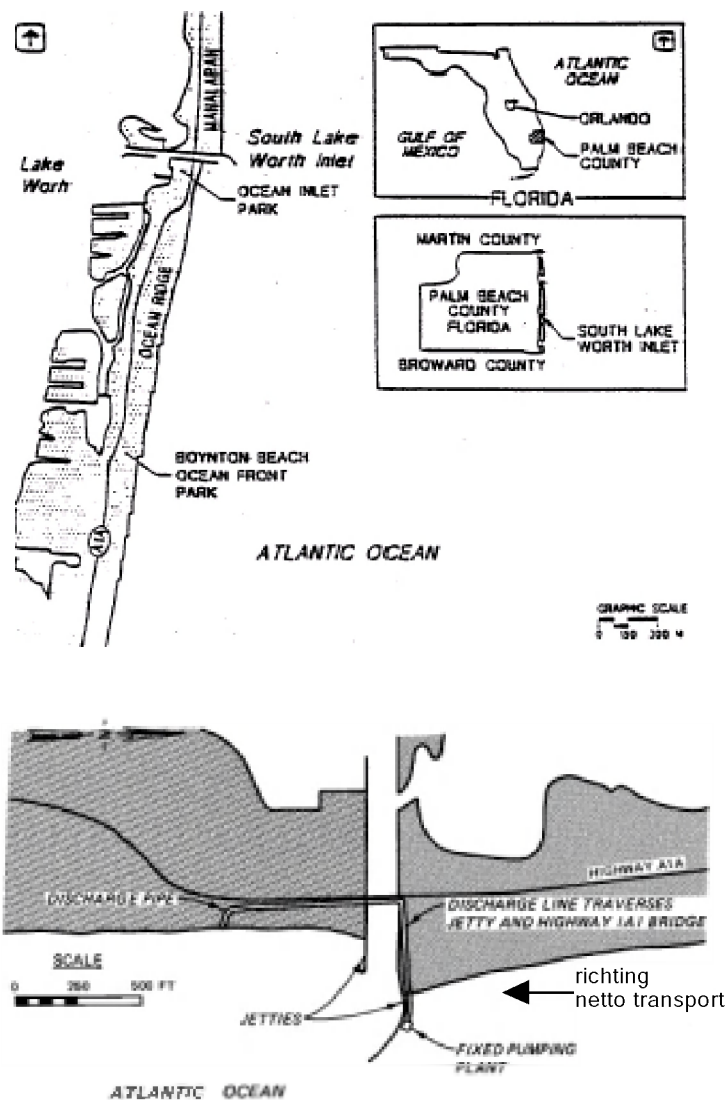 MANALAPAN
South Lake
Worth Inlet
Lake
Worth
OCEAN INLET
PARK
OCEAN RIDGE
BOYNTON BEACH
OCEAN FRONT
PARK
A1A
ATLANTIC OCEAN
ATLANTIC
OCEAN
ORLANDO
GULF OF
MEXICO
PALM BEACH
COUNTY
FLORIDA
MARTIN COUNTY
PALM BEACH
COUNTY
FLORIDA
SOUTH LAKE
WORTH INLET
BROWARD COUNTY
GRAPHIC SCALE
0 150 300 M
HIGHWAY A1A
DISCHARGE PIPE
DISCHARGE LINE TRAVERSES
JETTY AND HIGHWAY 1A1 BRIDGE
SCALE
0 250 500 FT
richting
netto transport
JETTIES
FIXED PUMPING
PLANT
ATLANTIC OCEAN